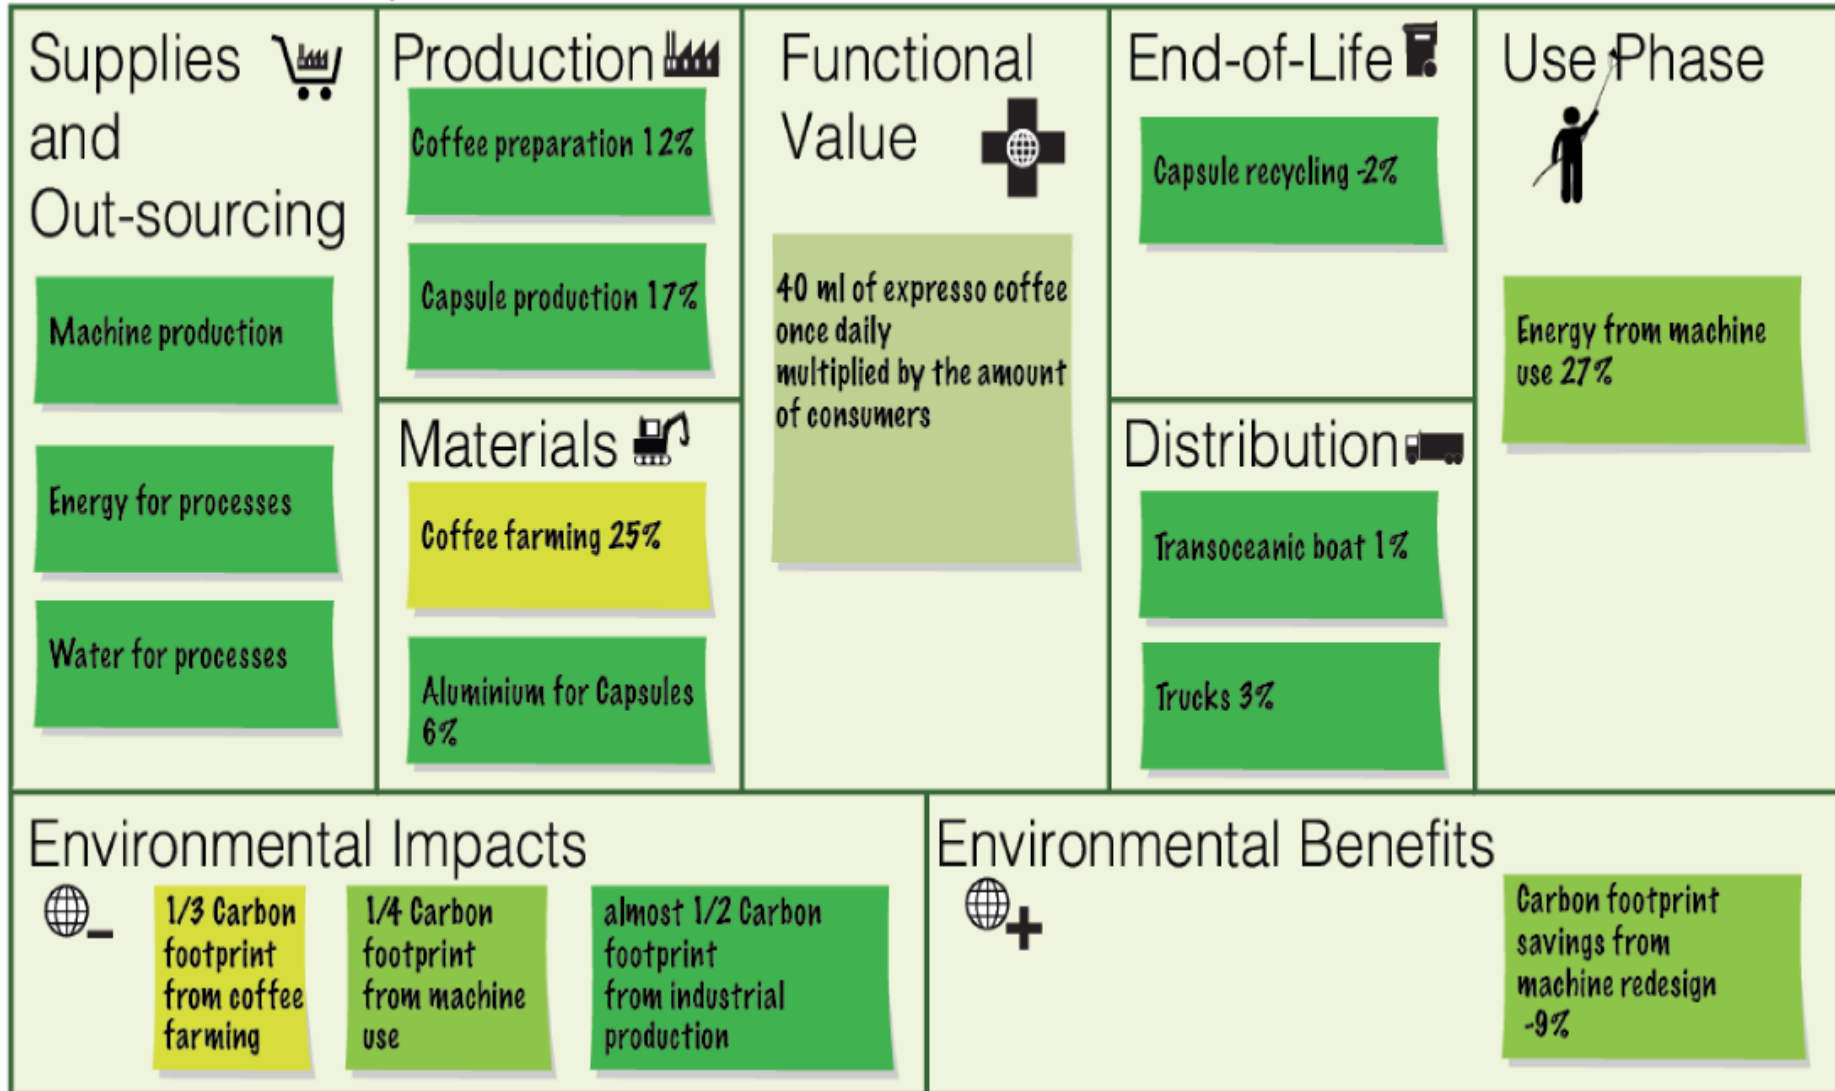 Supplies
and
Out-sourcing
Machine production
Energy for processes
Water for processes
Production
Coffee preparation 12%
Capsule production 17%
Materials
Coffee farming 25%
Aluminium for Capsules
6%
Functional
Value
40 ml of expresso coffee
once daily
multiplied by the amount
of consumers
End-of-Life
Capsule recycling -2%
Distribution
Transoceanic boat 1%
Trucks 3%
Use Phase
Energy from machine
use 27%
Environmental Impacts
1/3 Carbon
footprint
from coffee
farming
1/4 Carbon
footprint
from machine
use
almost 1/2 Carbon
footprint
from industrial
production
Environmental Benefits
Carbon footprint
savings from
machine redesign
-9%